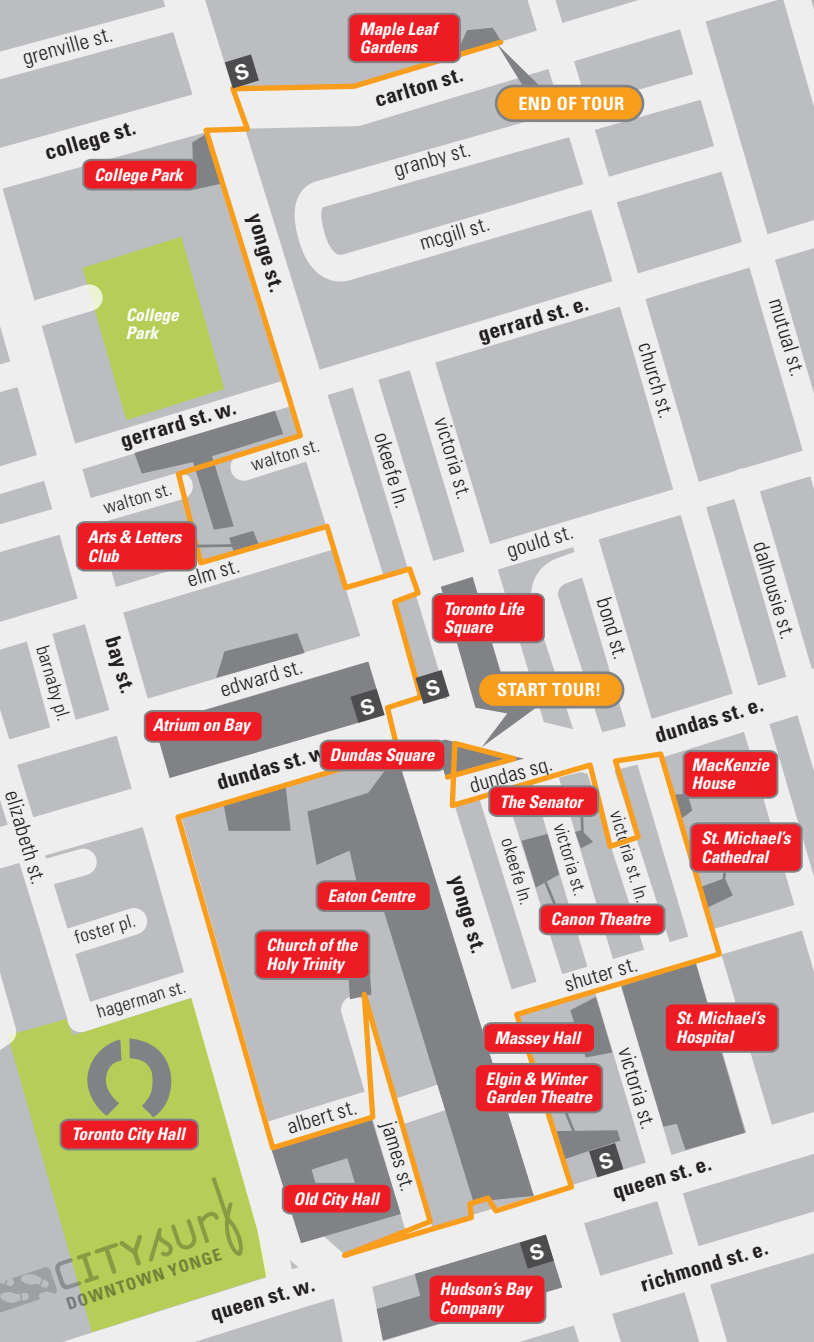 grenville st.
S
Maple Leaf
Gardens
carlton st.
END OF TOUR
college st.
College Park
granby st.
yonge st.
mcgill st.
College
Park
gerrard st. e.
mutual st.
church st.
gerrard st. w.
walton st.
okeefe ln.
victoria st.
walton st.
Arts & Letters
Club
elm st.
gould st.
dalhousie st.
Toronto Life
Square
bond st.
barnaby pl.
bay st.
edward st.
S
S
START TOUR!
Atrium on Bay
dundas st. e.
dundas st. w
Dundas Square
dundas sq.
MacKenzie
House
The Senator
elizabeth st.
okeefe ln.
victoria st.
victoria st. ln.
St. Michael's
Cathedral
Eaton Centre
yonge st.
Canon Theatre
foster pl.
Church of the
Holy Trinity
shuter st.
hagerman st.
St. Michael's
Hospital
Massey Hall
Elgin & Winter
Garden Theatre
victoria st.
Toronto City Hall
albert st.
james st.
S
queen st. e.
Old City Hall
CITY/surf
DOWNTOWN YONGE
S
richmond st. e.
queen st. w.
Hudson's Bay
Company